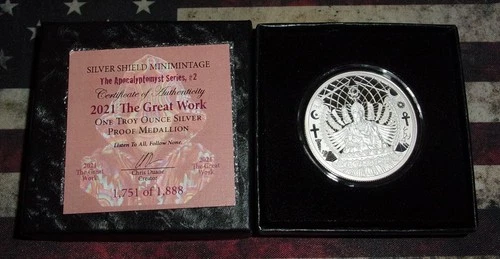 SILVER SHIELD MINIMINTAGE
The Apocalyptomyst Series, #2
Certificate of Authenticity
2021 The Great Work
ONE TROY OUNCE SILVER
PROOF MEDALLION
Listen To All, Follow None.
2021
The Great
Work
Chris Duane
Creator
2021
The Great
Work
1,751 of 1,888